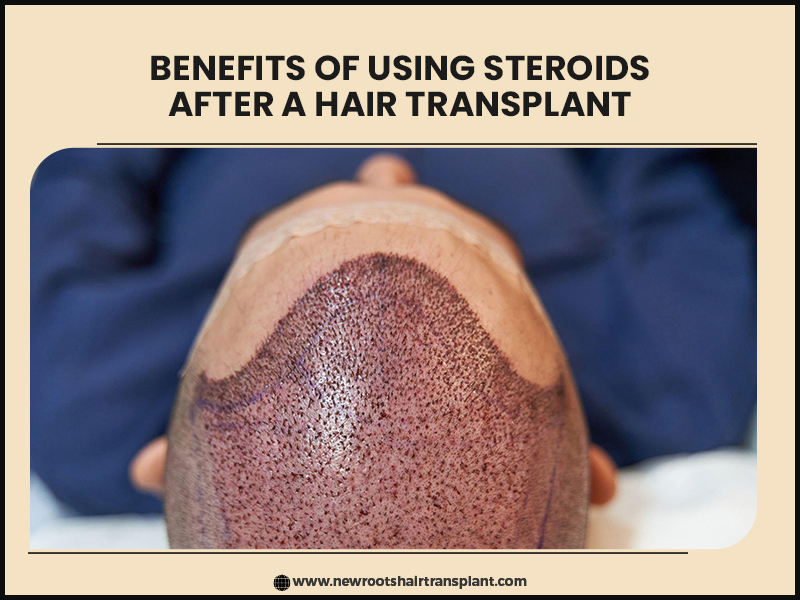 BENEFITS OF USING STEROIDS
AFTER A HAIR TRANSPLANT
www.newrootshairtransplant.com